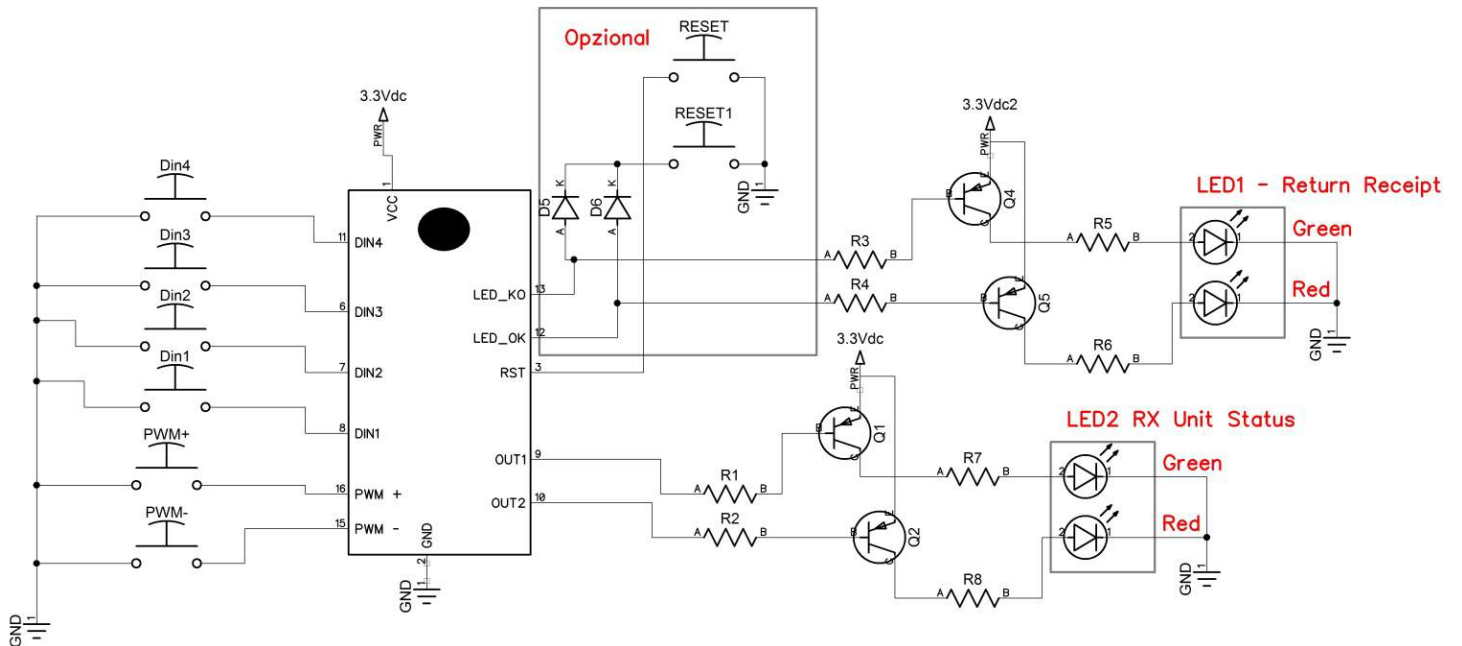 Opzional
RESET
RESET1
3.3Vdc
PWR
1
VCC
Din4
11 DIN4
Din3
6 DIN3
Din2
7 DIN2
Din1
8 DIN1
PWM+
16 PWM +
PWM-
15 PWM -
GND 1
GND
2
GND 1
LED_KO 13
LED_OK 12
RST 3
OUT1 9
OUT2 10
K
D5
A
K
D6
A
GND 1
A R3 B
A R4 B
3.3Vdc2
PWR
E
B
Q4
C
E
B
Q5
C
A R5 B
A R6 B
LED1 - Return Receipt
2 1 Green
2 1 Red
GND 1
A R1 B
A R2 B
3.3Vdc
PWR
E
B
Q1
C
E
B
Q2
C
A R7 B
A R8 B
LED2 RX Unit Status
2 1 Green
2 1 Red
GND 1